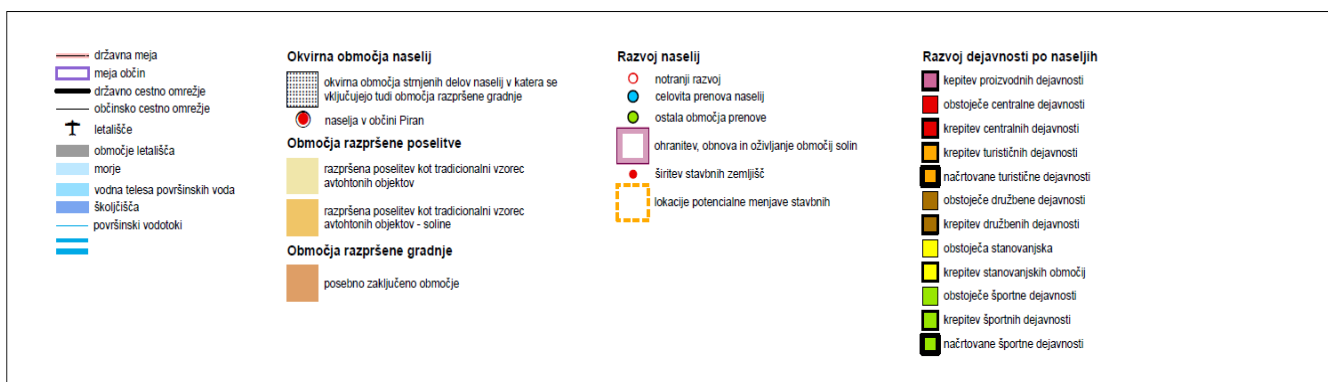 državna meja
meja občin
državno cestno omrežje
občinsko cestno omrežje
letališče
območje letališča
morje
vodna telesa površinskih voda
školjčišča
površinski vodotoki
Okvirna območja naselij
okvirna območja strnjenih delov naselij v katera se
vključujejo tudi območja razpršene gradnje
naselja v občini Piran
Območja razpršene poselitve
razpršena poselitev kot tradicionalni vzorec
avtohtonih objektov
razpršena poselitev kot tradicionalni vzorec
avtohtonih objektov - soline
Območja razpršene gradnje
posebno zaključeno območje
Razvoj naselij
notranji razvoj
celovita prenova naselij
ostala območja prenove
ohranitev, obnova in oživljanje območij solin
širitev stavbnih zemljišč
lokacije potencialne menjave stavbnih
Razvoj dejavnosti po naseljih
kepitev proizvodnih dejavnosti
obstoječe centralne dejavnosti
krepitev centralnih dejavnosti
krepitev turističnih dejavnosti
načrtovane turistične dejavnosti
obstoječe družbene dejavnosti
krepitev družbenih dejavnosti
obstoječa stanovanjska
krepitev stanovanjskih območij
obstoječe športne dejavnosti
krepitev športnih dejavnosti
načrtovane športne dejavnosti